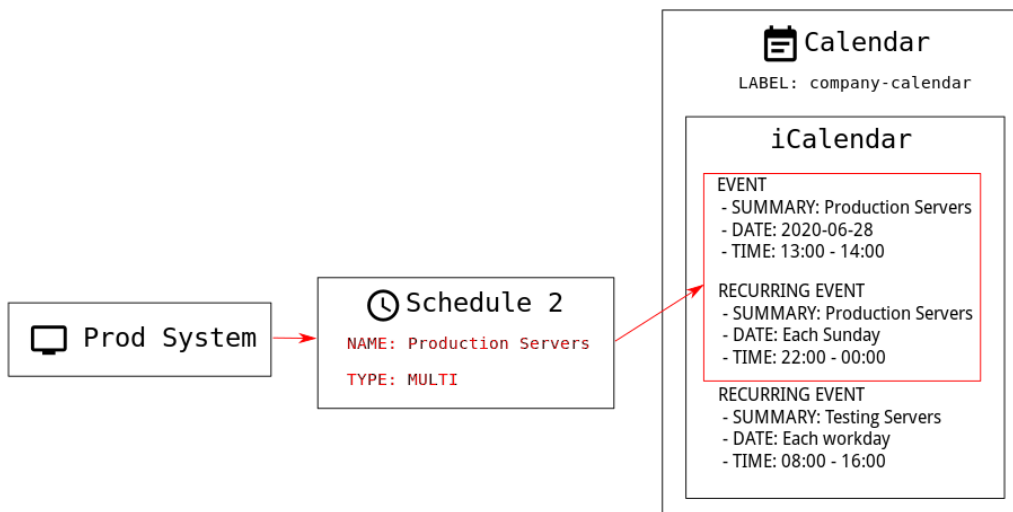 Calendar
LABEL: company-calendar
iCalendar
EVENT
- SUMMARY: Production Servers
- DATE: 2020-06-28
- TIME: 13:00 - 14:00
RECURRING EVENT
- SUMMARY: Production Servers
- DATE: Each Sunday
- TIME: 22:00 - 00:00
RECURRING EVENT
- SUMMARY: Testing Servers
- DATE: Each workday
- TIME: 08:00 - 16:00
Schedule 2
NAME: Production Servers
TYPE: MULTI
Prod System